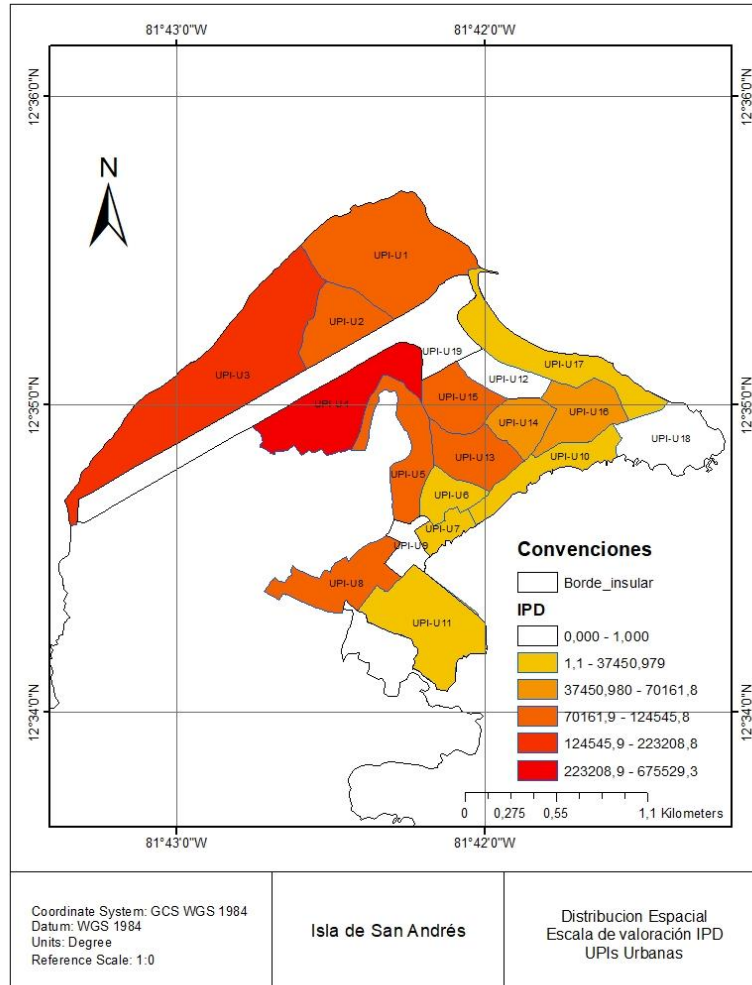 81°43'0"W
81°42'0"W
12°36'0"N
12°36'0"N
N
UPI-U1
UPI-U2
UPI-U19
UPI-U17
UPI-U3
UPI-U12
12°35'0"N
12°35'0"N
UPI-U4
UPI-U15
UPI-U16
UPI-U14
UPI-U18
UPI-U13
UPI-U10
UPI-U5
UPI-U6
UPI-U7
UPI-U9
UPI-U8
UPI-U11
Convenciones
Borde_insular
IPD
0,000 - 1,000
1,1 - 37450,979
37450,980 - 70161,8
70161,9 - 124545,8
124545,9 - 223208,8
223208,9 - 675529,3
12°34'0"N
12°34'0"N
0 0,275 0,55 1,1 Kilometers
81°43'0"W
81°42'0"W
Coordinate System: GCS WGS 1984
Datum: WGS 1984
Units: Degree
Reference Scale: 1:0
Isla de San Andrés
Distribucion Espacial
Escala de valoración IPD
UPIs Urbanas